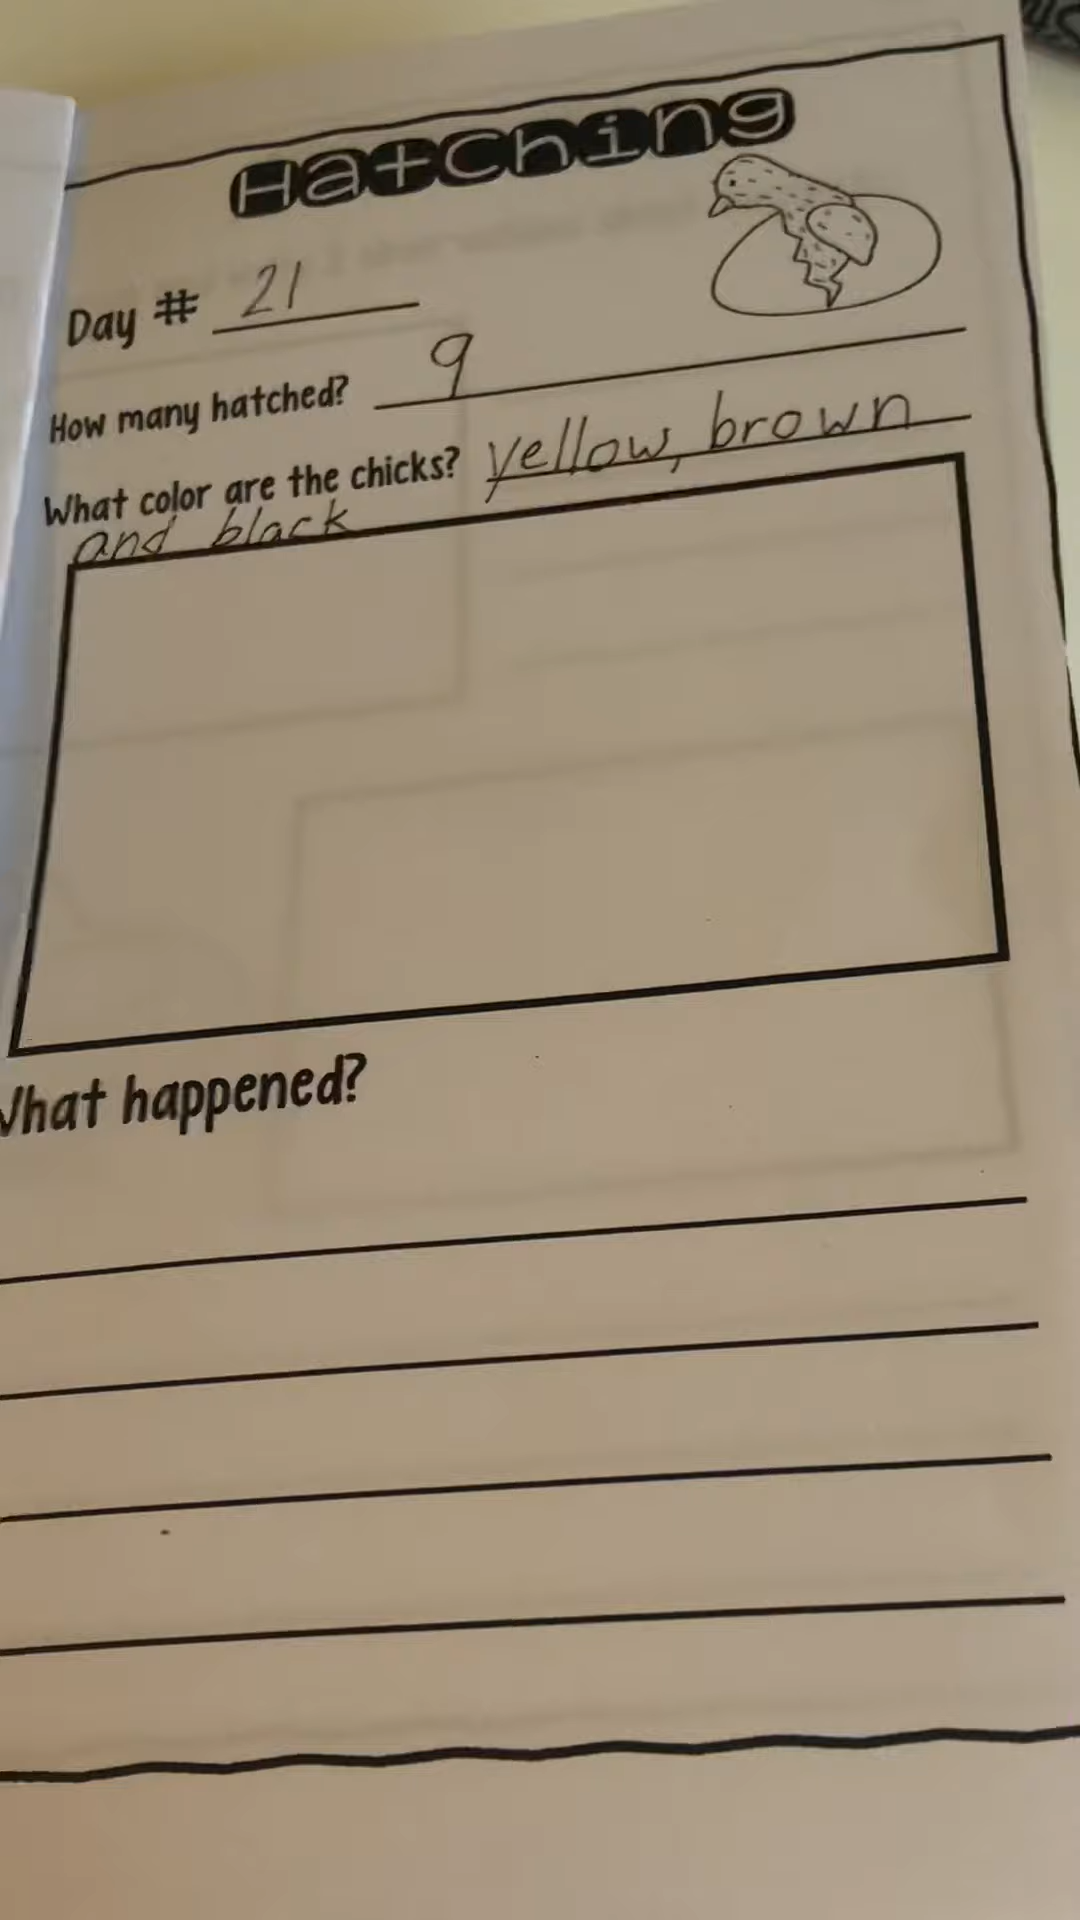 Hatching
Day # 21
How many hatched? 9
What color are the chicks? yellow, brown
and black
What happened?